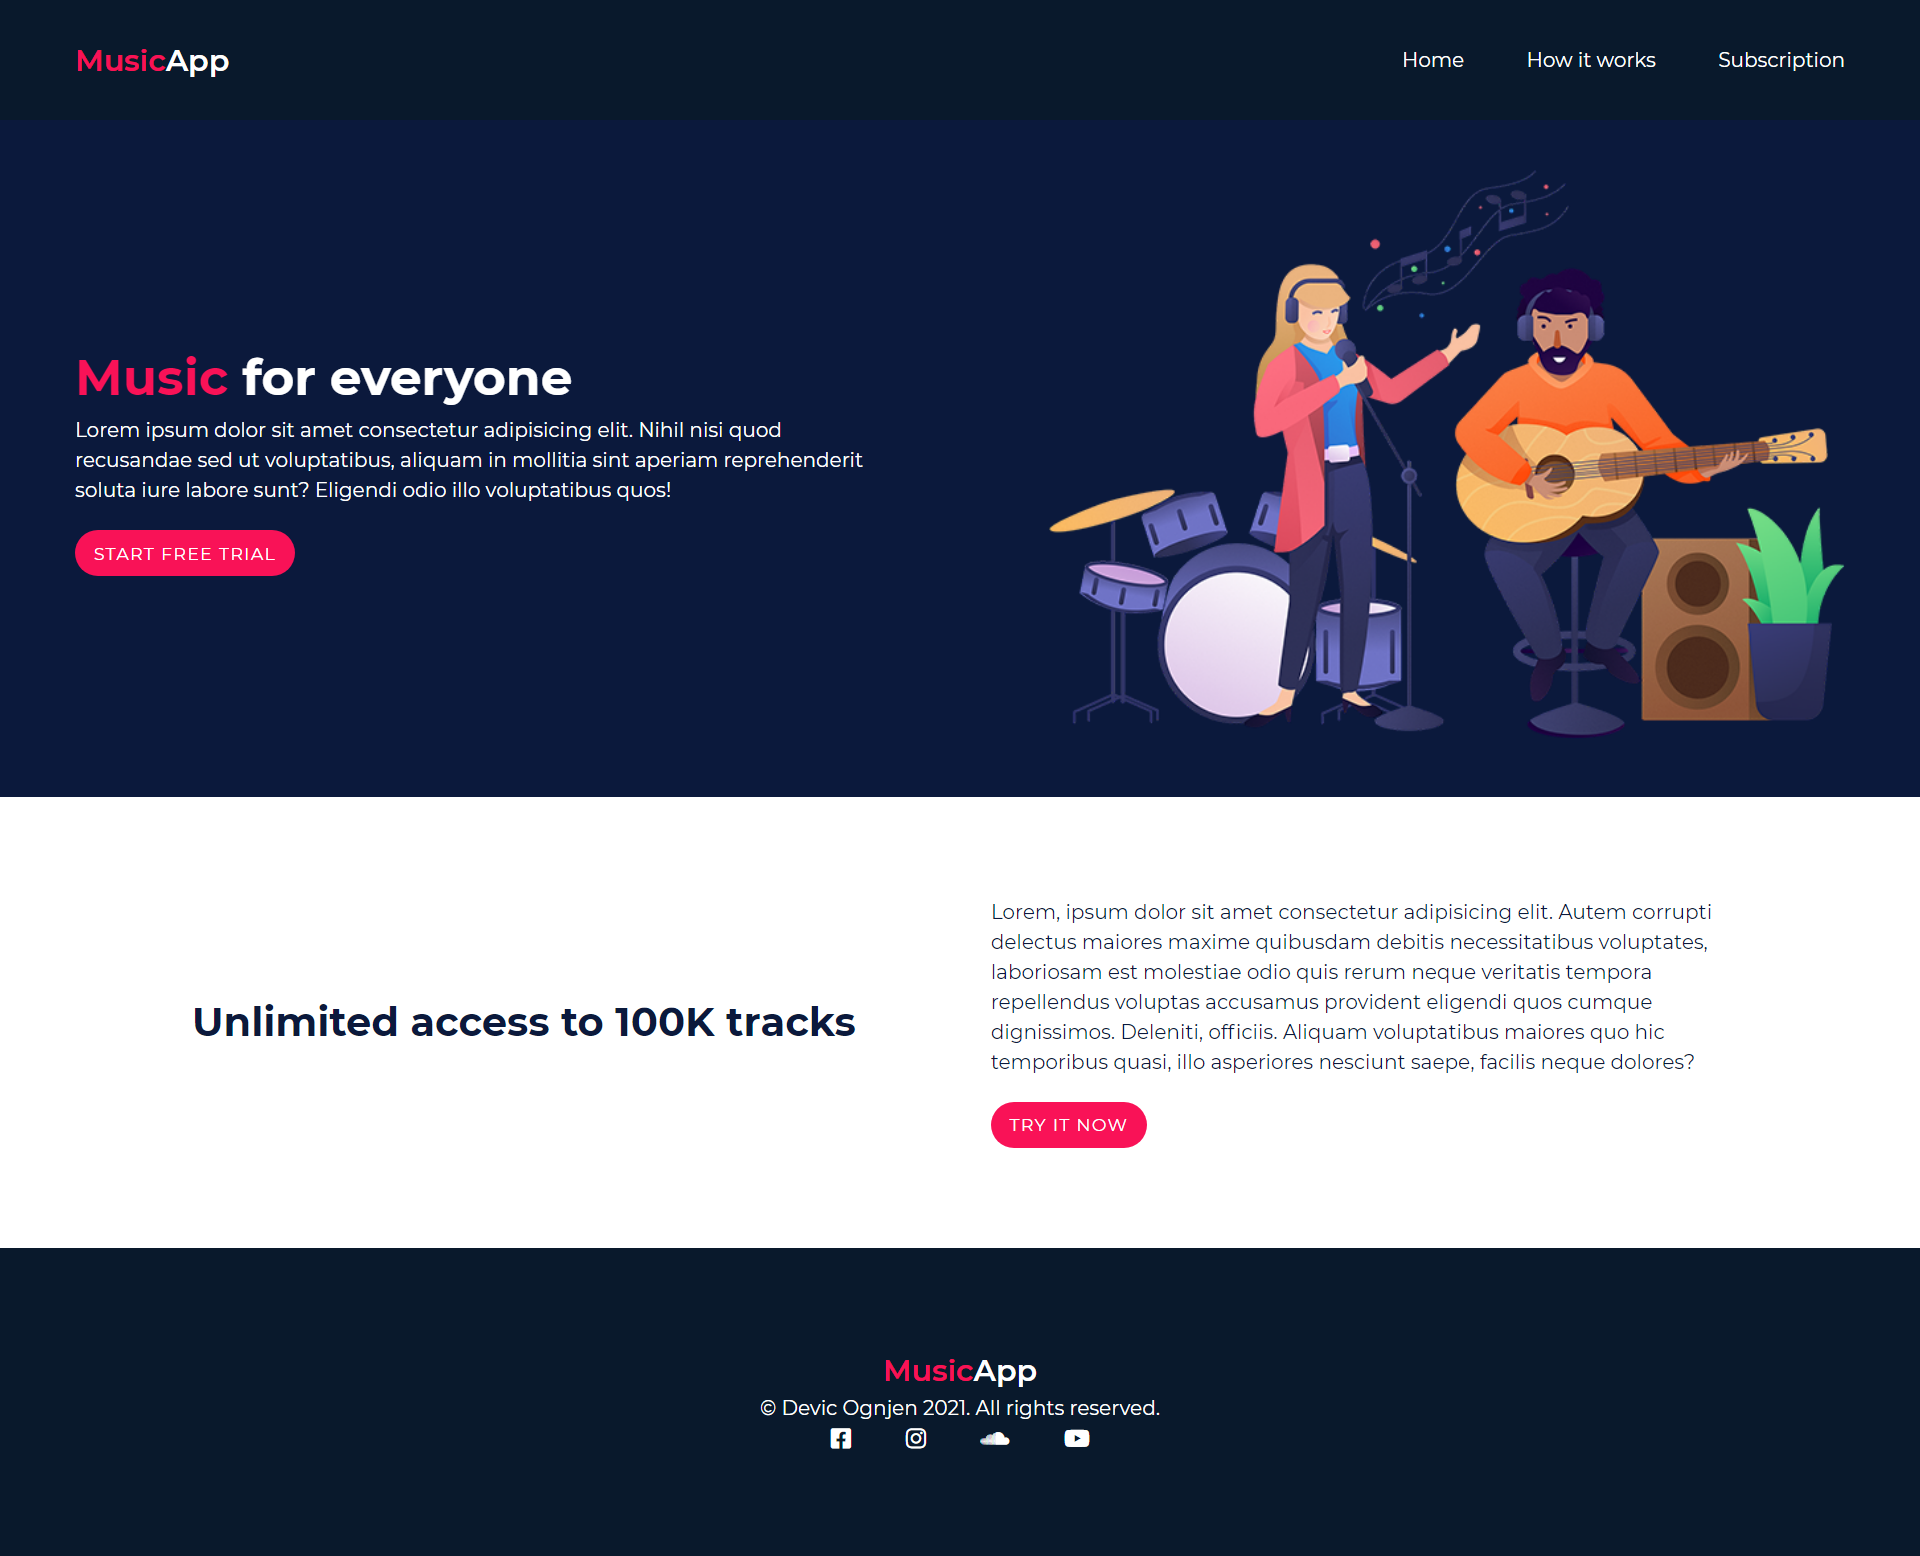 MusicApp
Home
How it works
Subscription
Music for everyone
Lorem ipsum dolor sit amet consectetur adipisicing elit. Nihil nisi quod
recusandae sed ut voluptatibus, aliquam in mollitia sint aperiam reprehenderit
soluta iure labore sunt? Eligendi odio illo voluptatibus quos!
START FREE TRIAL
Unlimited access to 100K tracks
Lorem, ipsum dolor sit amet consectetur adipisicing elit. Autem corrupti
delectus maiores maxime quibusdam debitis necessitatibus voluptates,
laboriosam est molestiae odio quis rerum neque veritatis tempora
repellendus voluptas accusamus provident eligendi quos cumque
dignissimos. Deleniti, officiis. Aliquam voluptatibus maiores quo hic
temporibus quasi, illo asperiores nesciunt saepe, facilis neque dolores?
TRY IT NOW
MusicApp
© Devic Ognjen 2021. All rights reserved.